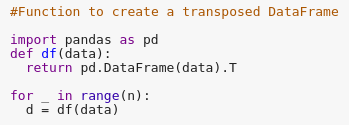 #Function to create a transposed DataFrame

import pandas as pd
def df(data):
  return pd.DataFrame(data).T

for _ in range(n):
  d = df(data)